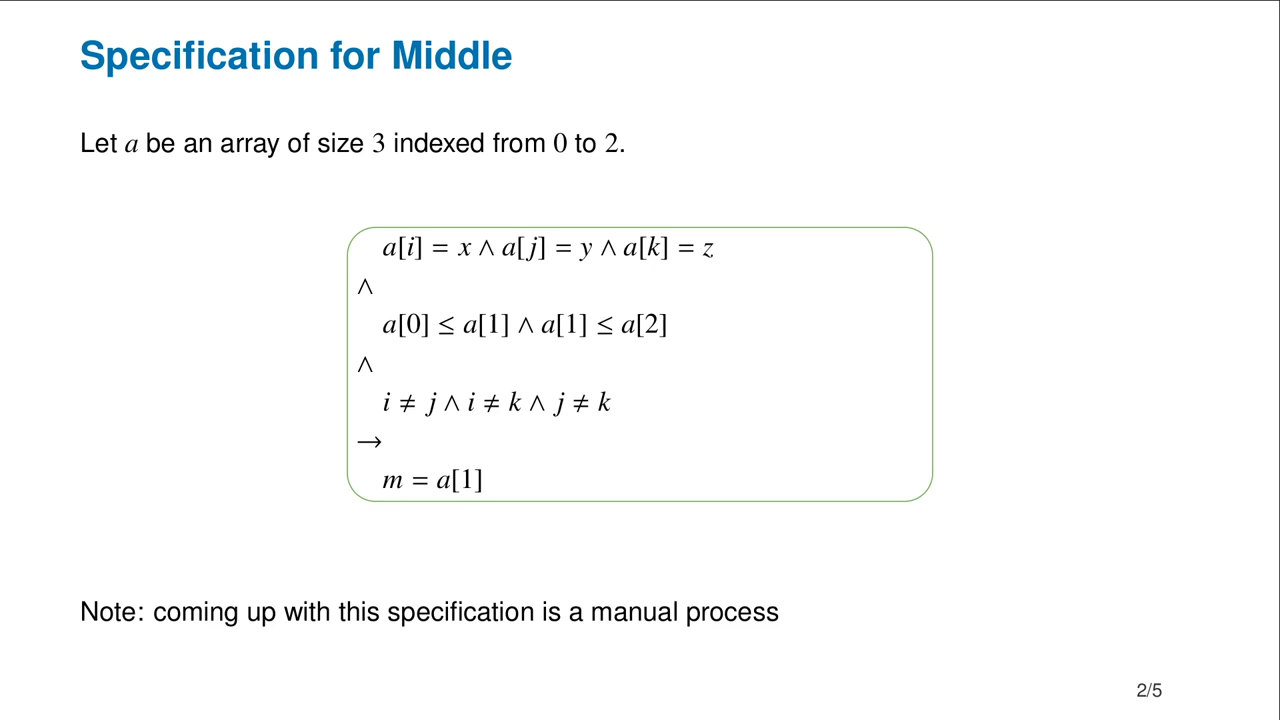 Specification for Middle
Let a be an array of size 3 indexed from 0 to 2.
a[i] = x ∧ a[j] = y ∧ a[k] = z
∧
a[0] ≤ a[1] ∧ a[1] ≤ a[2]
∧
i ≠ j ∧ i ≠ k ∧ j ≠ k
→
m = a[1]
Note: coming up with this specification is a manual process
2/5